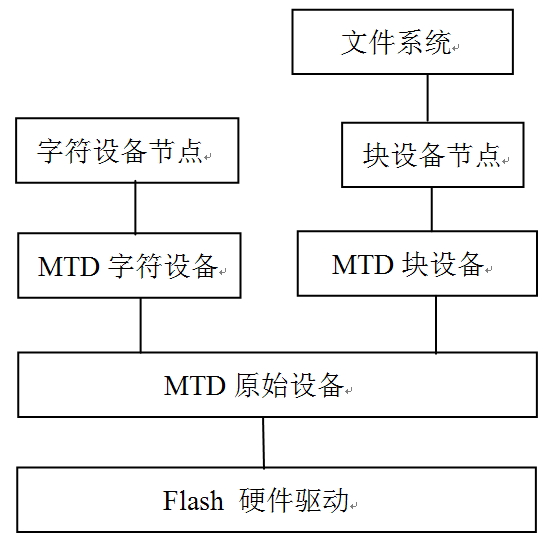 文件系统
字符设备节点
块设备节点
MTD 字符设备
MTD 块设备
MTD 原始设备
Flash 硬件驱动